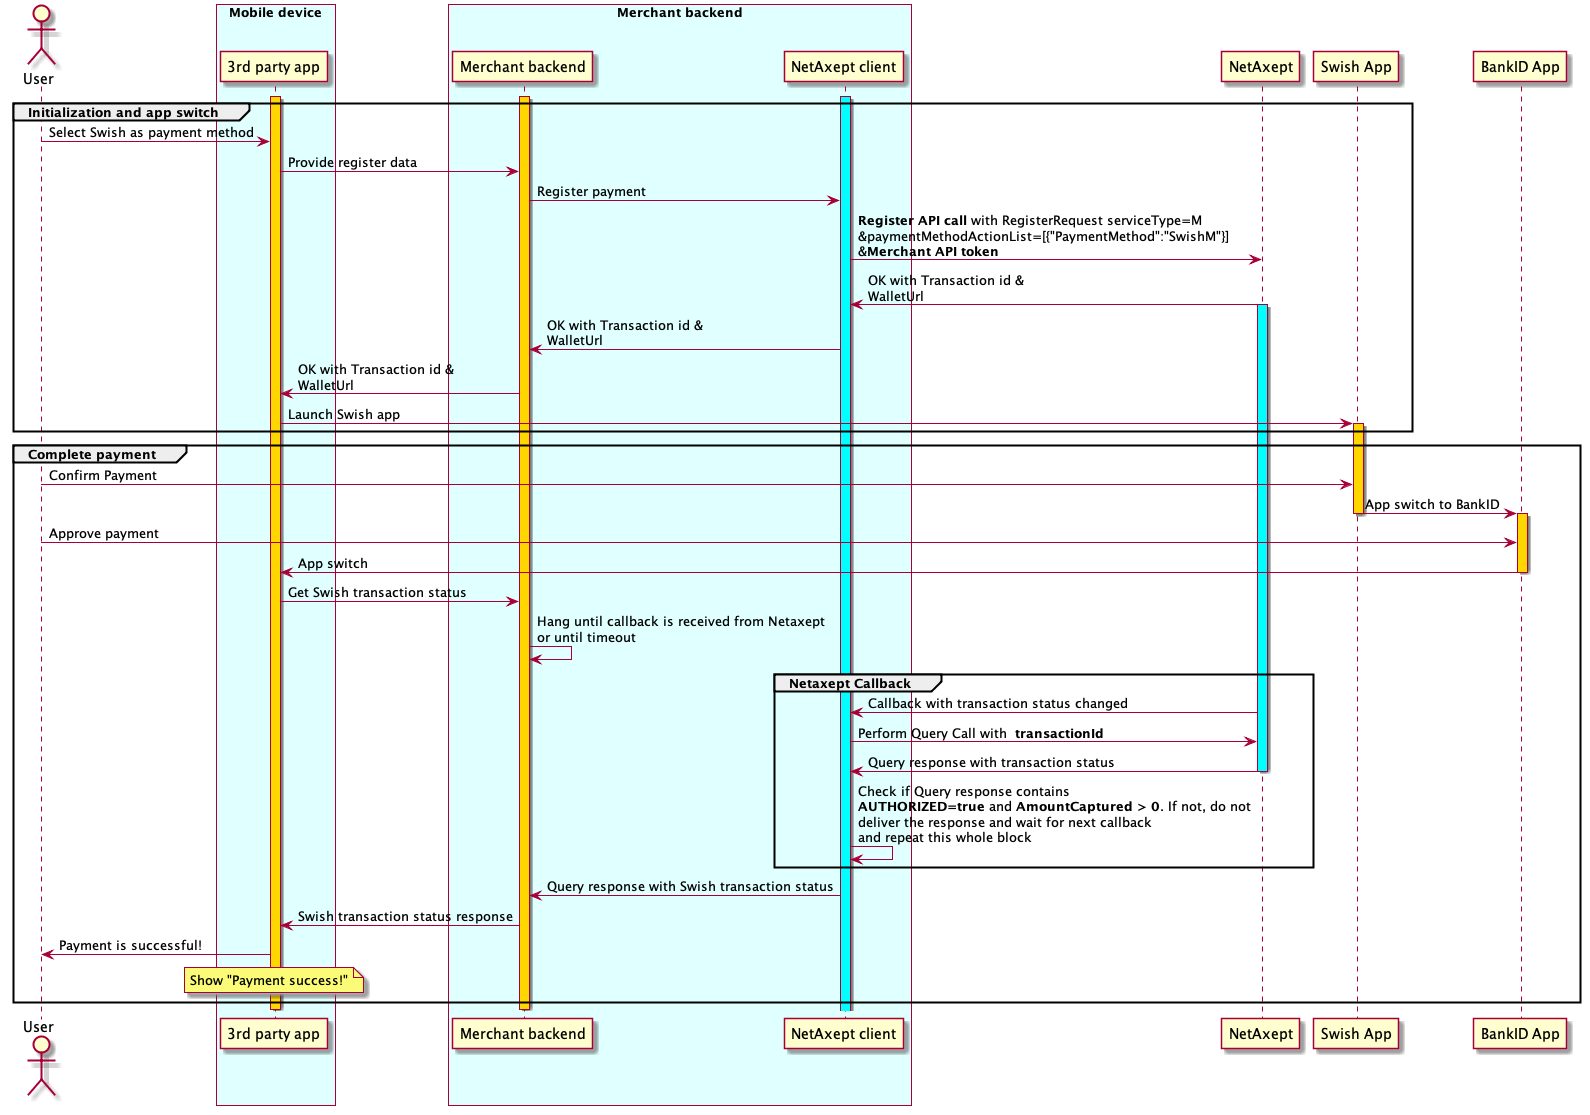 Mobile device
Merchant backend
User
3rd party app
Merchant backend
NetAxept client
NetAxept
Swish App
BankID App
Initialization and app switch
Select Swish as payment method
Provide register data
Register payment
Register API call with RegisterRequest serviceType=M
&paymentMethodActionList=[{"PaymentMethod":"SwishM"}]
&Merchant API token
OK with Transaction id &
WalletUrl
OK with Transaction id &
WalletUrl
OK with Transaction id &
WalletUrl
Launch Swish app
Complete payment
Confirm Payment
App switch to BankID
Approve payment
App switch
Get Swish transaction status
Hang until callback is received from Netaxept
or until timeout
Netaxept Callback
Callback with transaction status changed
Perform Query Call with  transactionId
Query response with transaction status
Check if Query response contains
AUTHORIZED=true and AmountCaptured > 0. If not, do not
deliver the response and wait for next callback
and repeat this whole block
Query response with Swish transaction status
Swish transaction status response
Payment is successful!
Show "Payment success!"
User
3rd party app
Merchant backend
NetAxept client
NetAxept
Swish App
BankID App